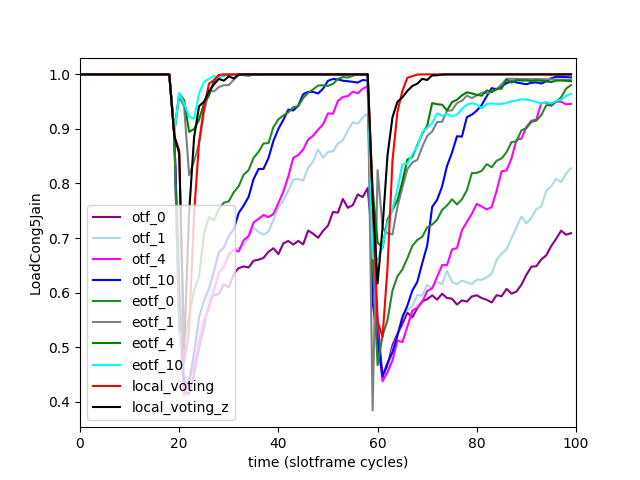 1.0
0.9
0.8
0.7
0.6
0.5
0.4
LoadCong5Jain
otf_0
otf_1
otf_4
otf_10
eotf_0
eotf_1
eotf_4
eotf_10
local_voting
local_voting_z
0 20 40 60 80 100
time (slotframe cycles)